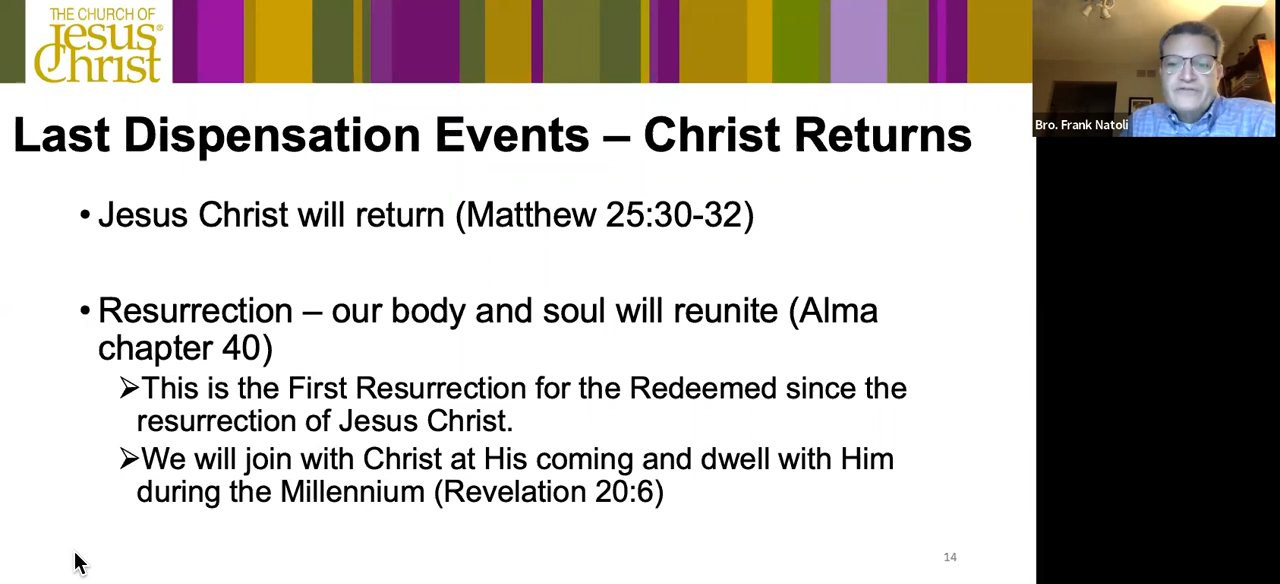 THE CHURCH OF
Jesus®
Christ
Bro. Frank Natoli
Last Dispensation Events – Christ Returns
• Jesus Christ will return (Matthew 25:30-32)
• Resurrection – our body and soul will reunite (Alma
chapter 40)
➢This is the First Resurrection for the Redeemed since the
resurrection of Jesus Christ.
➢We will join with Christ at His coming and dwell with Him
during the Millennium (Revelation 20:6)
14